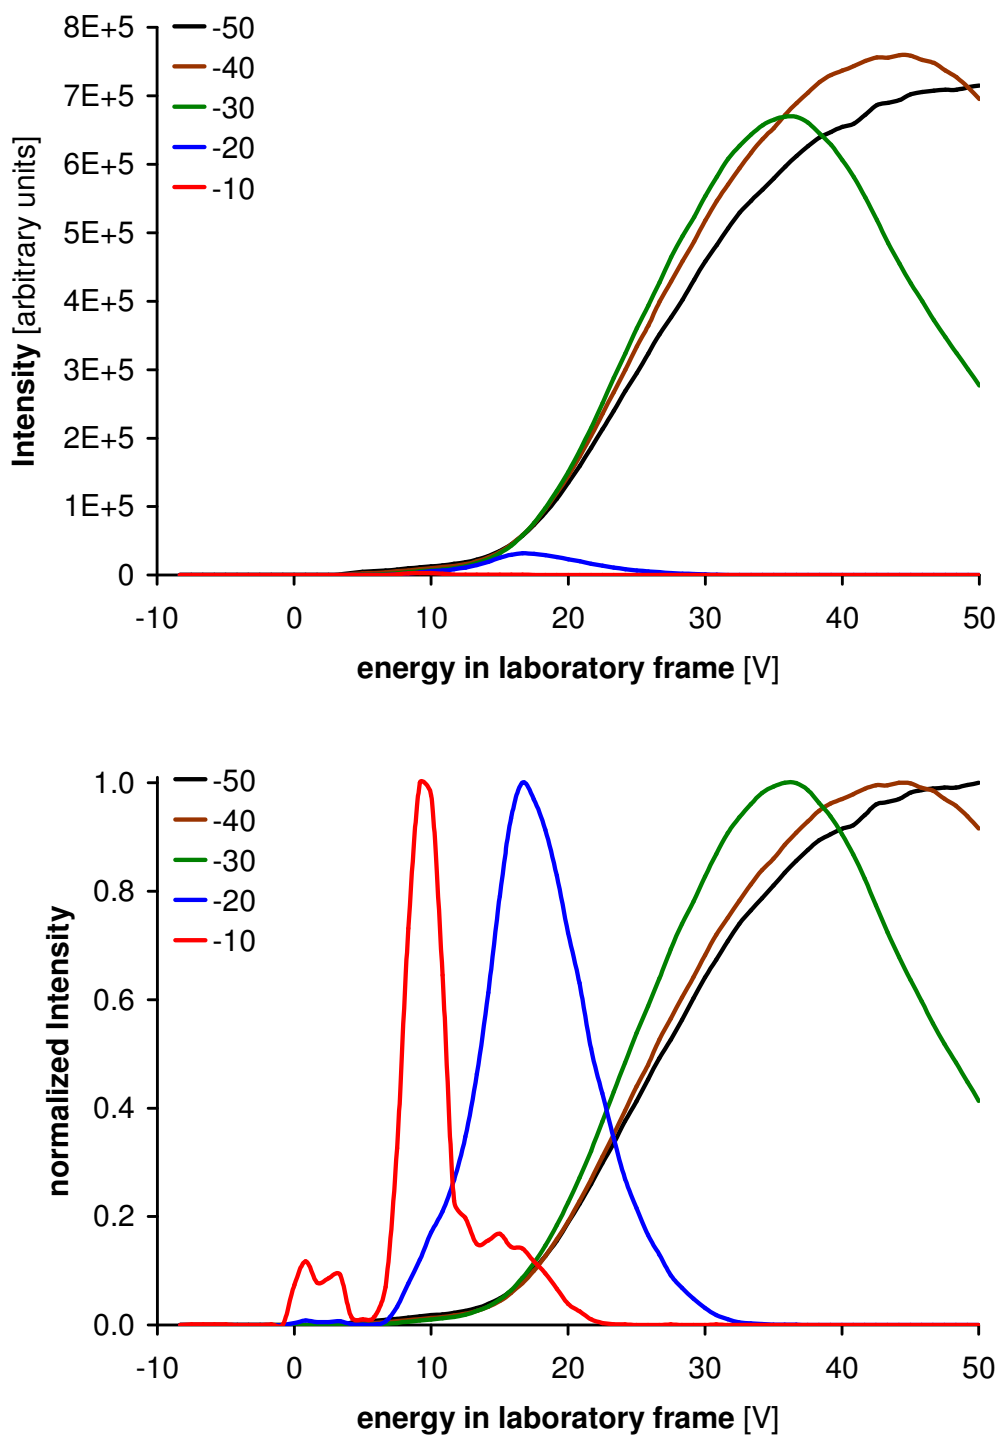 8E+5
7E+5
6E+5
5E+5
4E+5
3E+5
2E+5
1E+5
0
Intensity [arbitrary units]
-50
-40
-30
-20
-10
-10 0 10 20 30 40 50
energy in laboratory frame [V]
1.0
0.8
0.6
0.4
0.2
0.0
normalized Intensity
-50
-40
-30
-20
-10
-10 0 10 20 30 40 50
energy in laboratory frame [V]